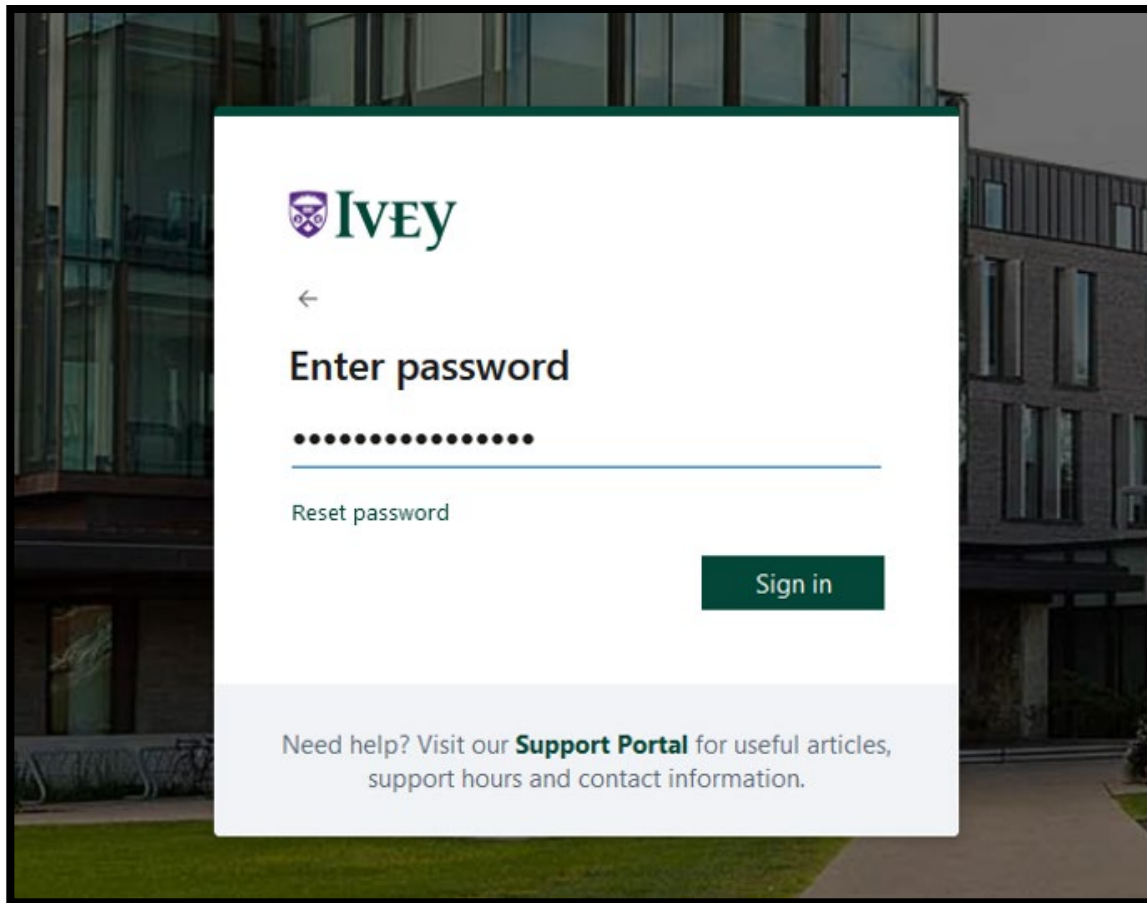 IVEY
←
Enter password
••••••••••••••••
Reset password
Sign in
Need help? Visit our Support Portal for useful articles,
support hours and contact information.